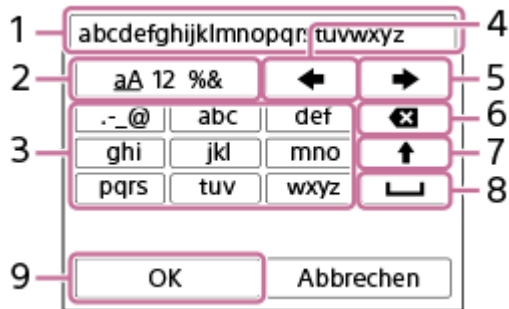 1 abcdefghijklmnopqrstuvwxyz 4
2 aA 12 %& 5
.-_@ abc def 6
3 ghi jkl mno 7
pqrs tuv wxyz 8
9 OK Abbrechen